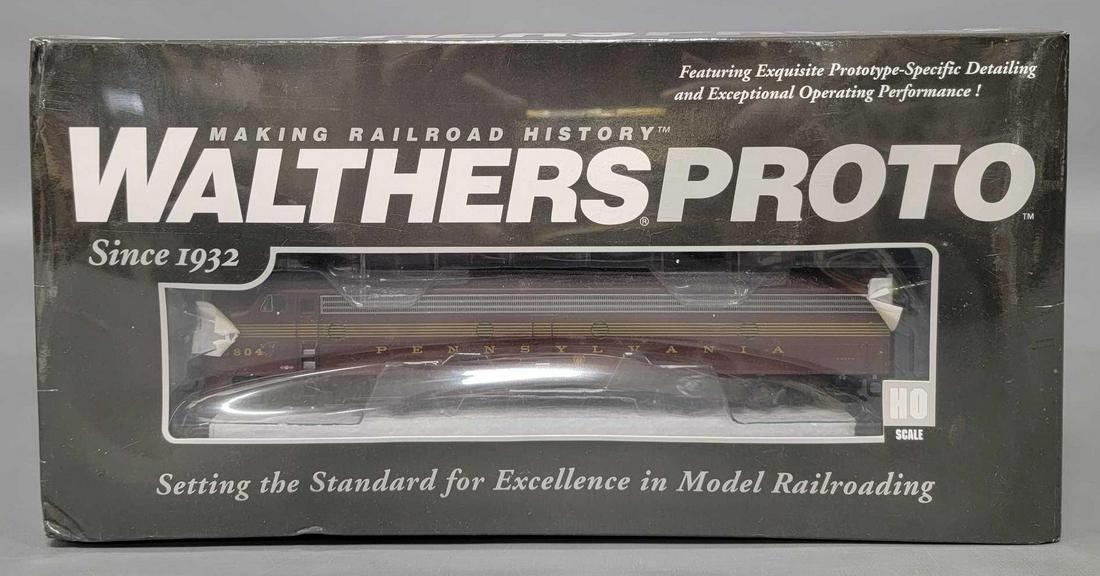 Featuring Exquisite Prototype-Specific Detailing
and Exceptional Operating Performance !
MAKING RAILROAD HISTORY™
WALTHERS®PROTO™
Since 1932
804
PENNSYLVANIA
HO
SCALE
Setting the Standard for Excellence in Model Railroading